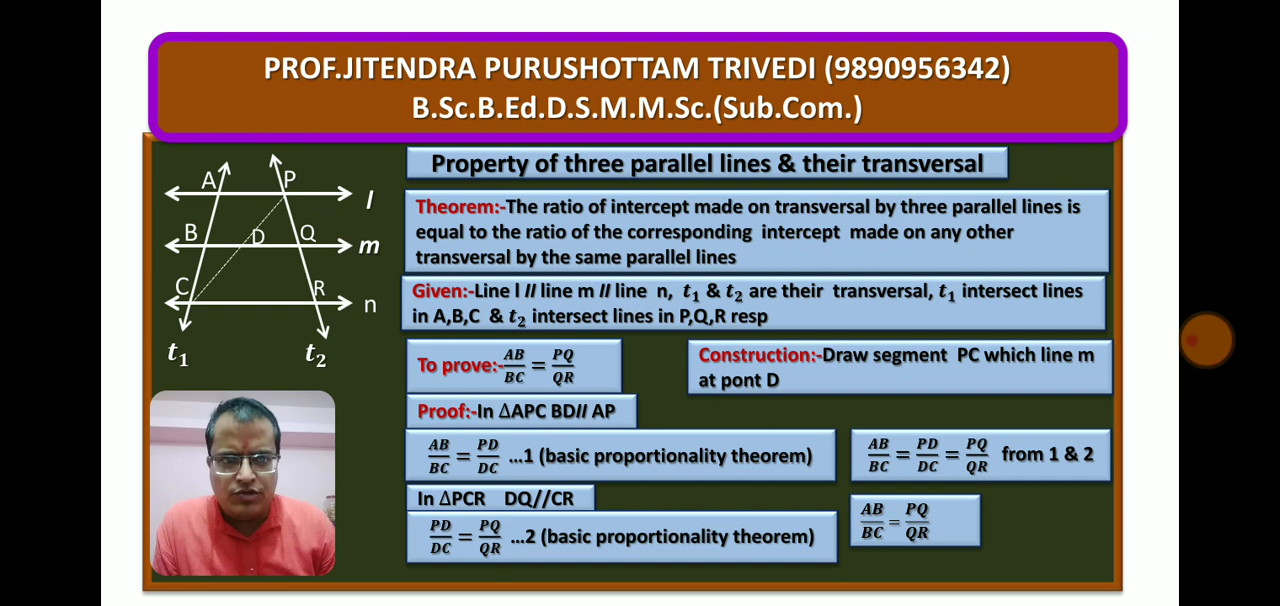 PROF.JITENDRA PURUSHOTTAM TRIVEDI (9890956342)
B.Sc.B.Ed.D.S.M.M.Sc.(Sub.Com.)
Property of three parallel lines & their transversal
A P l
B D Q m
C R n
t₁ t₂
Theorem:-The ratio of intercept made on transversal by three parallel lines is
equal to the ratio of the corresponding intercept made on any other
transversal by the same parallel lines
Given:-Line l // line m // line n, t₁ & t₂ are their transversal, t₁ intersect lines
in A,B,C & t₂ intersect lines in P,Q,R resp
To prove:- AB/BC = PQ/QR
Construction:-Draw segment PC which line m
at pont D
Proof:-In ΔAPC BD// AP
AB/BC = PD/DC ...1 (basic proportionality theorem)
In ΔPCR DQ//CR
PD/DC = PQ/QR ...2 (basic proportionality theorem)
AB/BC = PD/DC = PQ/QR from 1 & 2
AB/BC = PQ/QR